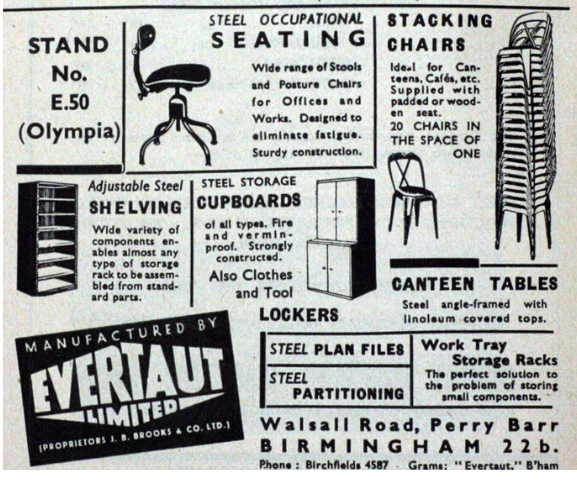 STAND
No.
E.50
(Olympia)
STEEL OCCUPATIONAL
SEATING
Wide range of Stools
and Posture Chairs
for Offices and
Works. Designed to
eliminate fatigue.
Sturdy construction.
STACKING
CHAIRS
Ideal for Can-
teens, Cafés, etc.
Supplied with
padded or wood-
en seat.
20 CHAIRS IN
THE SPACE OF
ONE
Adjustable Steel
SHELVING
Wide variety of
components en-
ables almost any
type of storage
rack to be assem-
bled from stand-
ard parts.
STEEL STORAGE
CUPBOARDS
of all types. Fire
and vermin-
proof. Strongly
constructed.
Also Clothes
and Tool
LOCKERS
CANTEEN TABLES
Steel angle-framed with
linoleum covered tops.
MANUFACTURED BY
EVERTAUT
LIMITED
(PROPRIETORS J. B. BROOKS & CO. LTD.)
STEEL PLAN FILES
STEEL
PARTITIONING
Work Tray
Storage Racks
The perfect solution to
the problem of storing
small components.
Walsall Road, Perry Barr
BIRMINGHAM 22b.
Phone : Birchfields 4587 · Grams: "Evertaut," B'ham